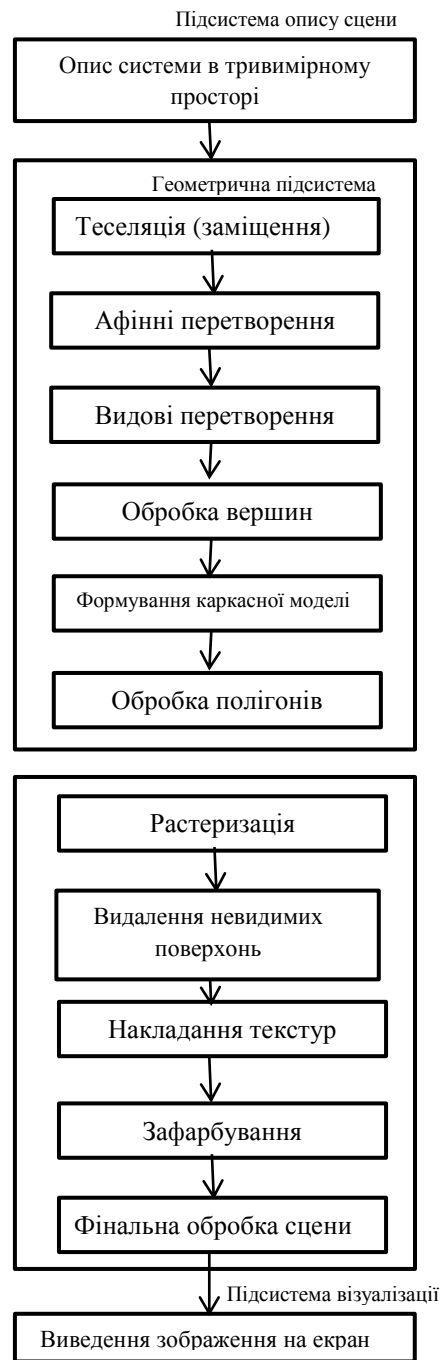 Підсистема опису сцени
Опис системи в тривимірному
просторі
Геометрична підсистема
Теселяція (заміщення)
Афінні перетворення
Видові перетворення
Обробка вершин
Формування каркасної моделі
Обробка полігонів
Растеризація
Видалення невидимих
поверхонь
Накладання текстур
Зафарбування
Фінальна обробка сцени
Підсистема візуалізації
Виведення зображення на екран